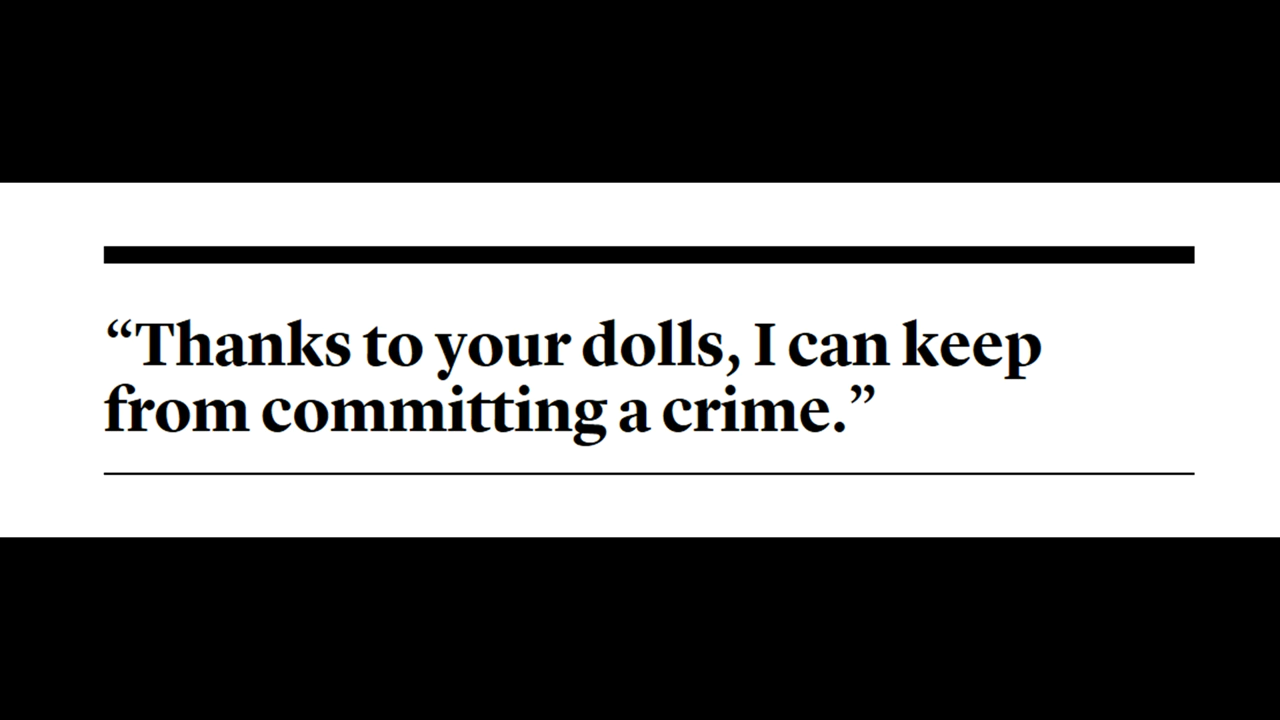 “Thanks to your dolls, I can keep
from committing a crime.”